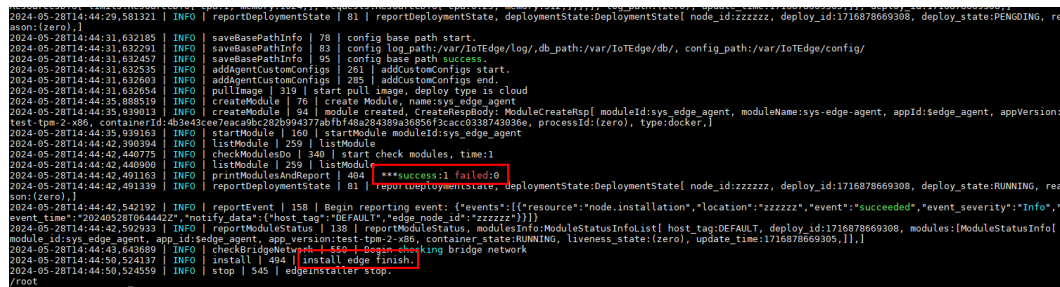 2024-05-28T14:44:29,581321 | INFO | reportDeploymentState | 81 | reportDeploymentState, deploymentState:DeploymentState[ node_id:zzzzzz, deploy_id:1716878669308, deploy_state:PENGDING, re
ason:(zero),]
2024-05-28T14:44:31,632185 | INFO | saveBasePathInfo | 78 | config base path start.
2024-05-28T14:44:31,632291 | INFO | saveBasePathInfo | 83 | config log_path:/var/IoTEdge/log/,db_path:/var/IoTEdge/db/, config_path:/var/IoTEdge/config/
2024-05-28T14:44:31,632457 | INFO | saveBasePathInfo | 95 | config base path success.
2024-05-28T14:44:31,632535 | INFO | addAgentCustomConfigs | 261 | addCustomConfigs start.
2024-05-28T14:44:31,632603 | INFO | addAgentCustomConfigs | 285 | addCustomConfigs end.
2024-05-28T14:44:31,632654 | INFO | pullImage | 319 | start pull image, deploy type is cloud
2024-05-28T14:44:35,888519 | INFO | createModule | 76 | create Module, name:sys_edge_agent
2024-05-28T14:44:35,939013 | INFO | createModule | 94 | module created, CreateRespBody: ModuleCreateRsp[ moduleId:sys_edge_agent, moduleName:sys-edge-agent, appId:$edge_agent, appVersion:
test-tpm-2-x86, containerId:4b3e43cee7eaca9bc282b994377abfbf48a284389a36856f3cacc0338743036e, processId:(zero), type:docker,]
2024-05-28T14:44:35,939163 | INFO | startModule | 160 | startModule moduleId:sys_edge_agent
2024-05-28T14:44:42,390394 | INFO | listModule | 259 | listModule
2024-05-28T14:44:42,440775 | INFO | checkModulesDo | 340 | start check modules, time:1
2024-05-28T14:44:42,440900 | INFO | listModule | 259 | listModule
2024-05-28T14:44:42,491163 | INFO | printModulesAndReport | 404 | ***success:1 failed:0
2024-05-28T14:44:42,491339 | INFO | reportDeploymentState | 81 | reportDeploymentState, deploymentState:DeploymentState[ node_id:zzzzzz, deploy_id:1716878669308, deploy_state:RUNNING, rea
son:(zero),]
2024-05-28T14:44:42,542192 | INFO | reportEvent | 158 | Begin reporting event: {"events":[{"resource":"node.installation","location":"zzzzzz","event":"succeeded","event_severity":"Info","
event_time":"20240528T064442Z","notify_data":{"host_tag":"DEFAULT","edge_node_id":"zzzzzz"}}]}
2024-05-28T14:44:42,592933 | INFO | reportModuleStatus | 138 | reportModuleStatus, modulesInfo:ModuleStatusInfoList[ host_tag:DEFAULT, deploy_id:1716878669308, modules:[ModuleStatusInfo[
module_id:sys_edge_agent, app_id:$edge_agent, app_version:test-tpm-2-x86, container_state:RUNNING, liveness_state:(zero), update_time:1716878669305,]],]
2024-05-28T14:44:43,643689 | INFO | checkBridgeNetwork | 550 | Begin checking bridge network
2024-05-28T14:44:50,524137 | INFO | install | 494 | install edge finish.
2024-05-28T14:44:50,524559 | INFO | stop | 545 | edgeinstaller stop.
/root